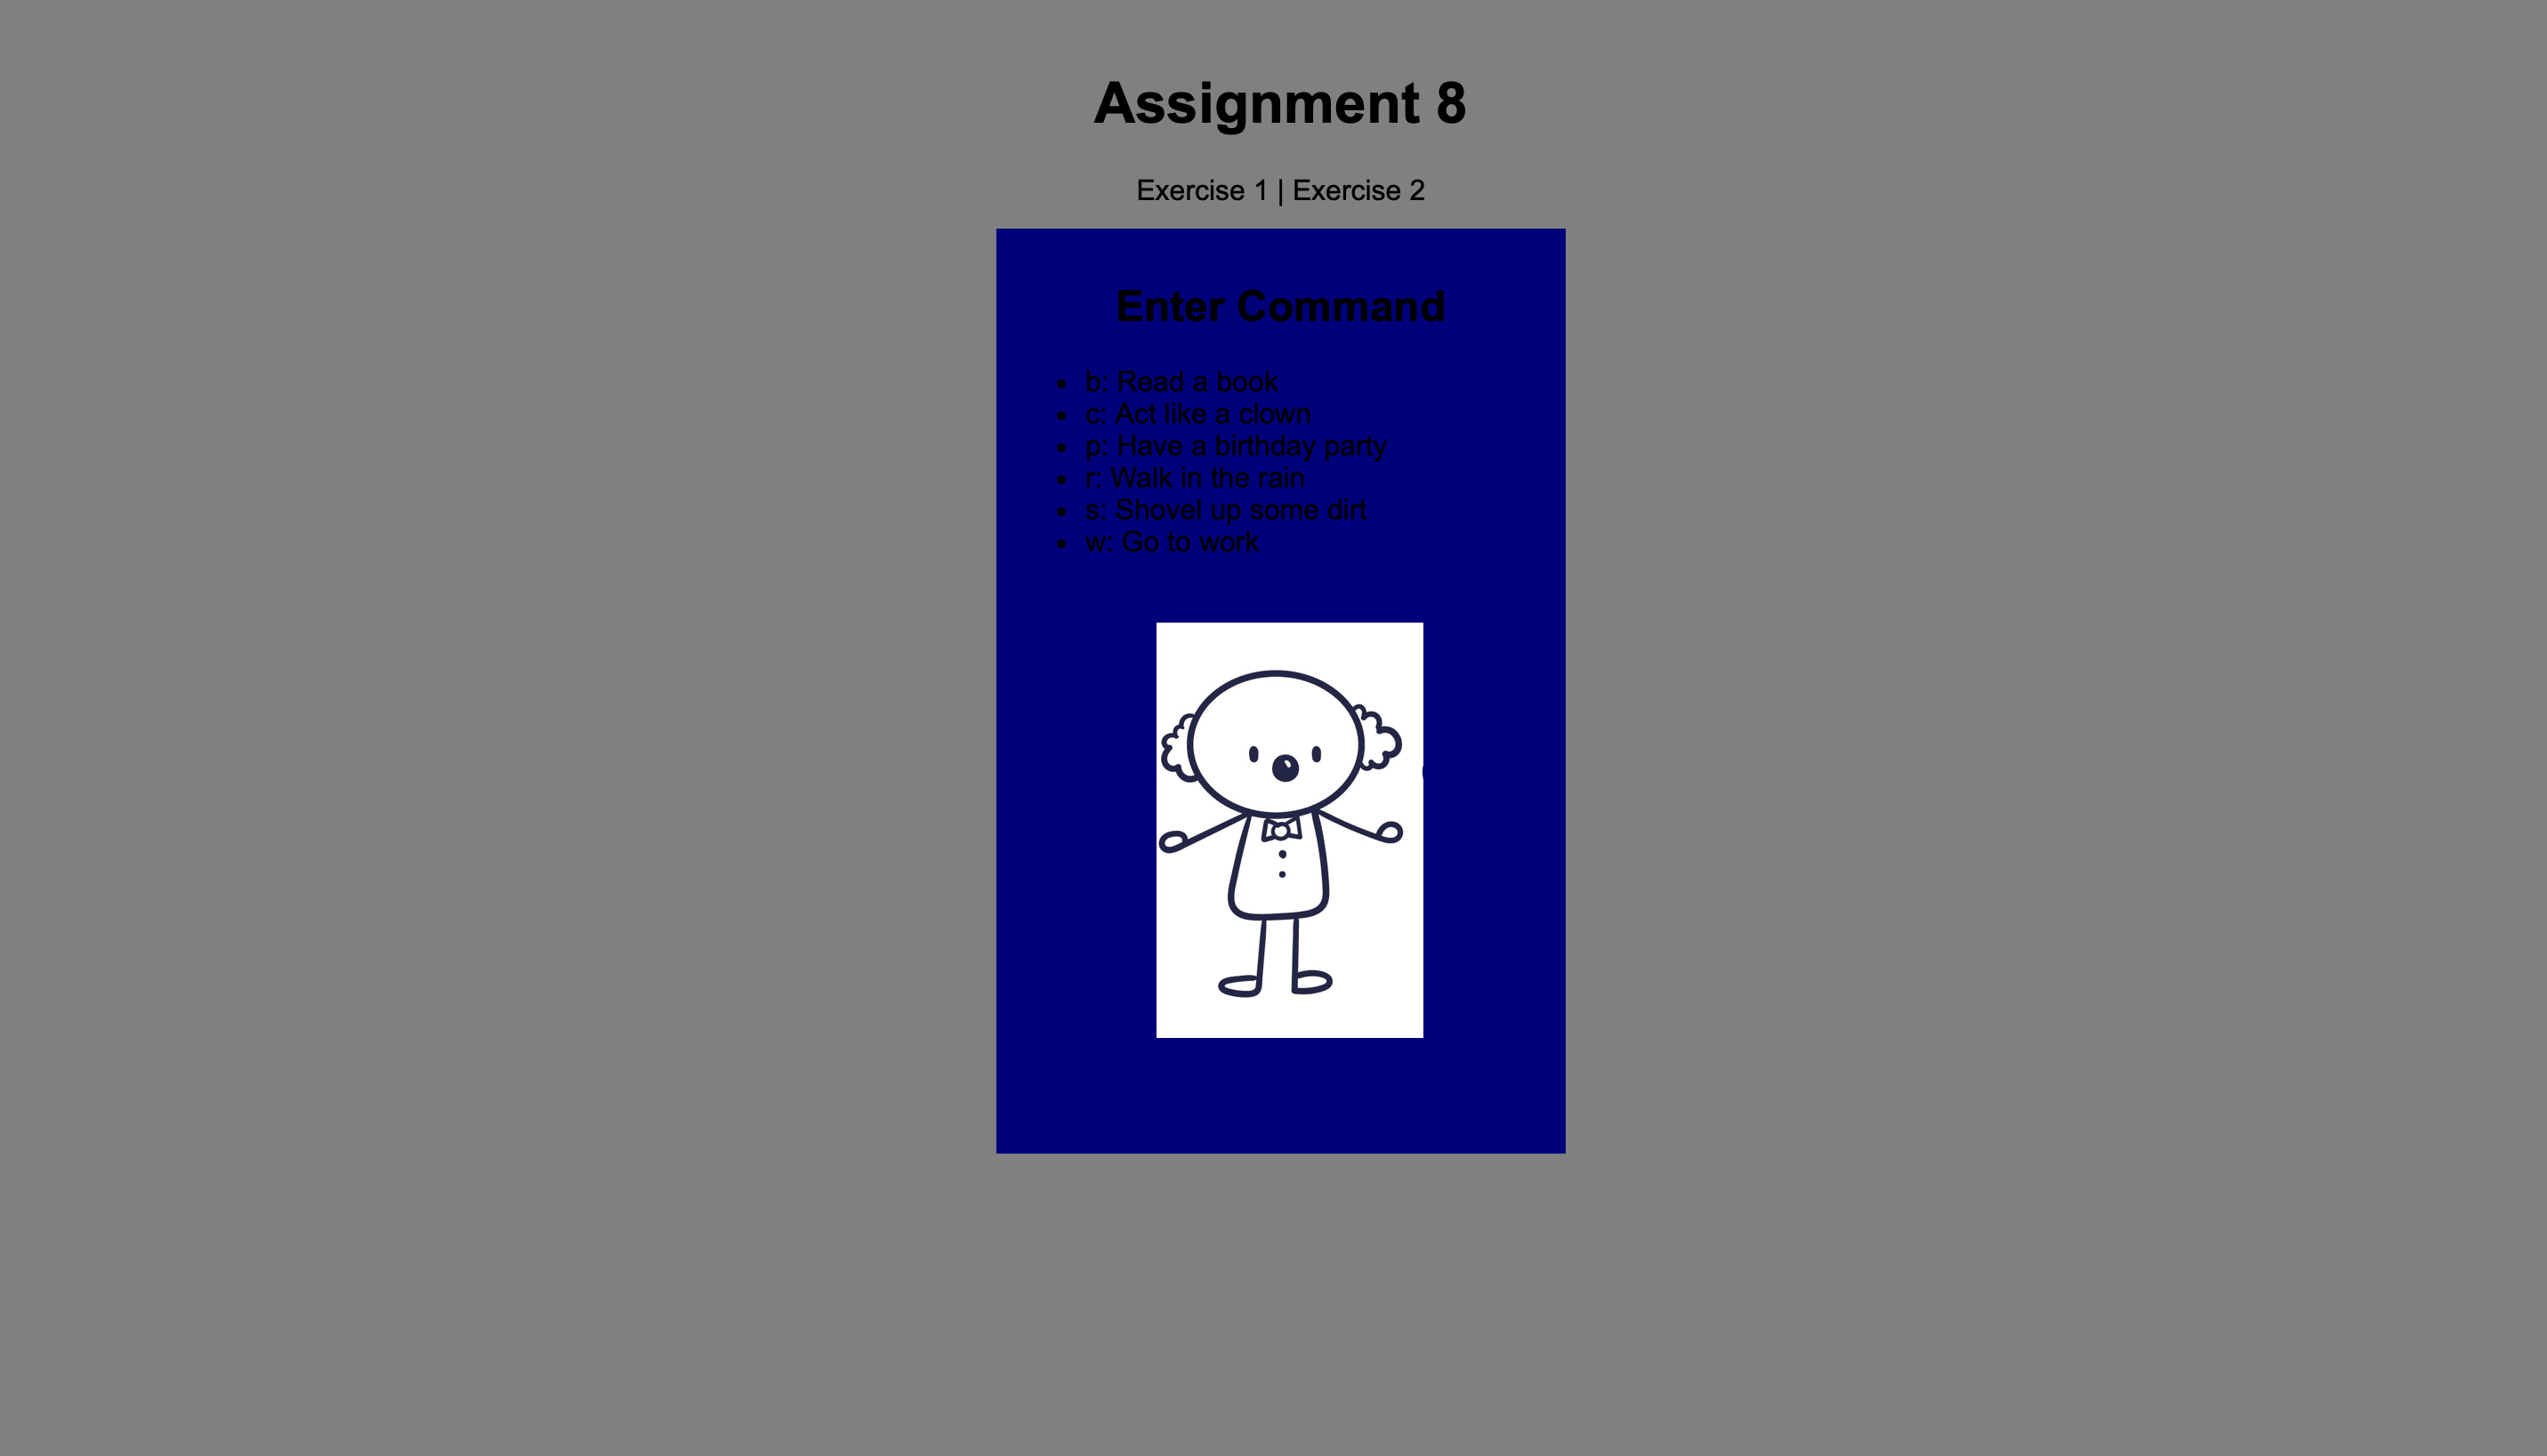 Assignment 8
Exercise 1 | Exercise 2
Enter Command
b: Read a book
c: Act like a clown
p: Have a birthday party
r: Walk in the rain
s: Shovel up some dirt
w: Go to work